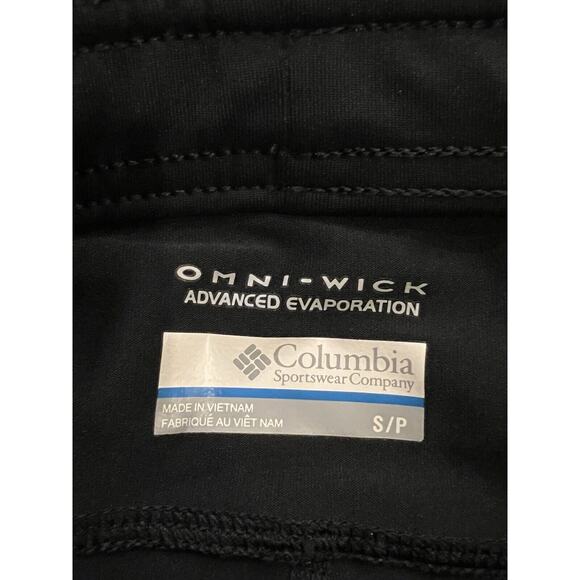 OMNI-WICK
ADVANCED EVAPORATION
Columbia
Sportswear Company
MADE IN VIETNAM
FABRIQUÉ AU VIÊT NAM
S/P